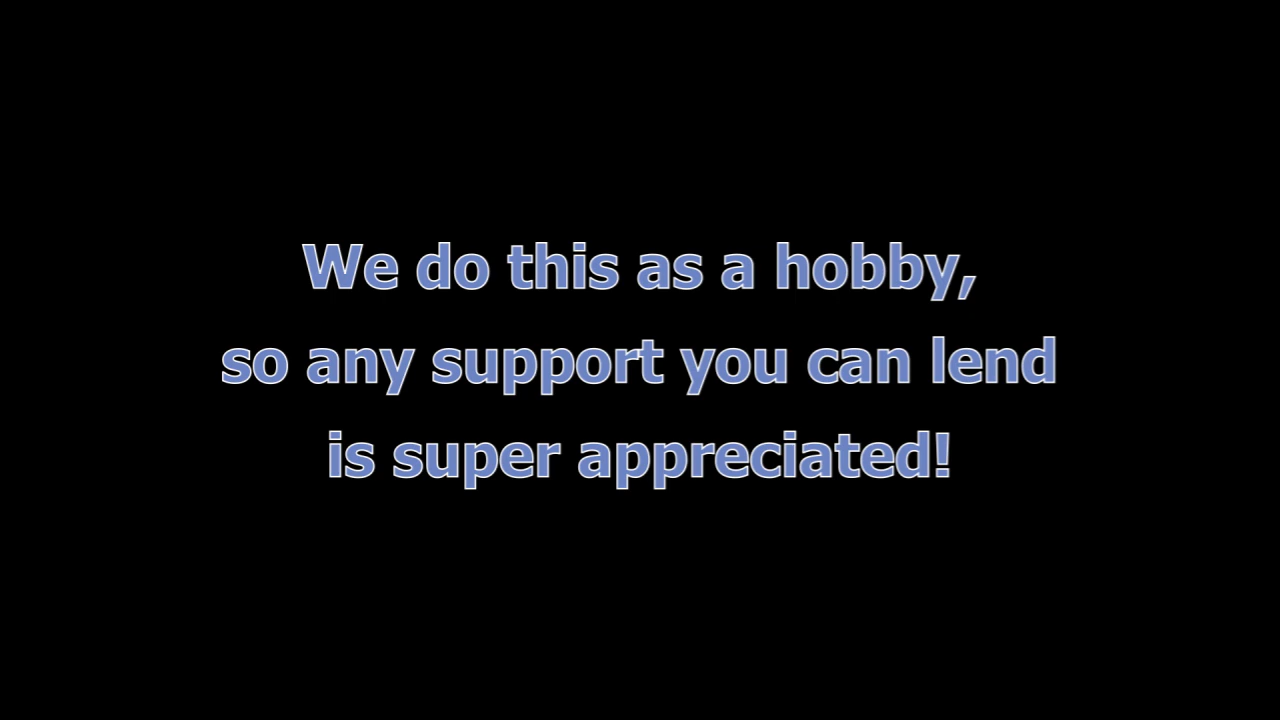 We do this as a hobby,
so any support you can lend
is super appreciated!